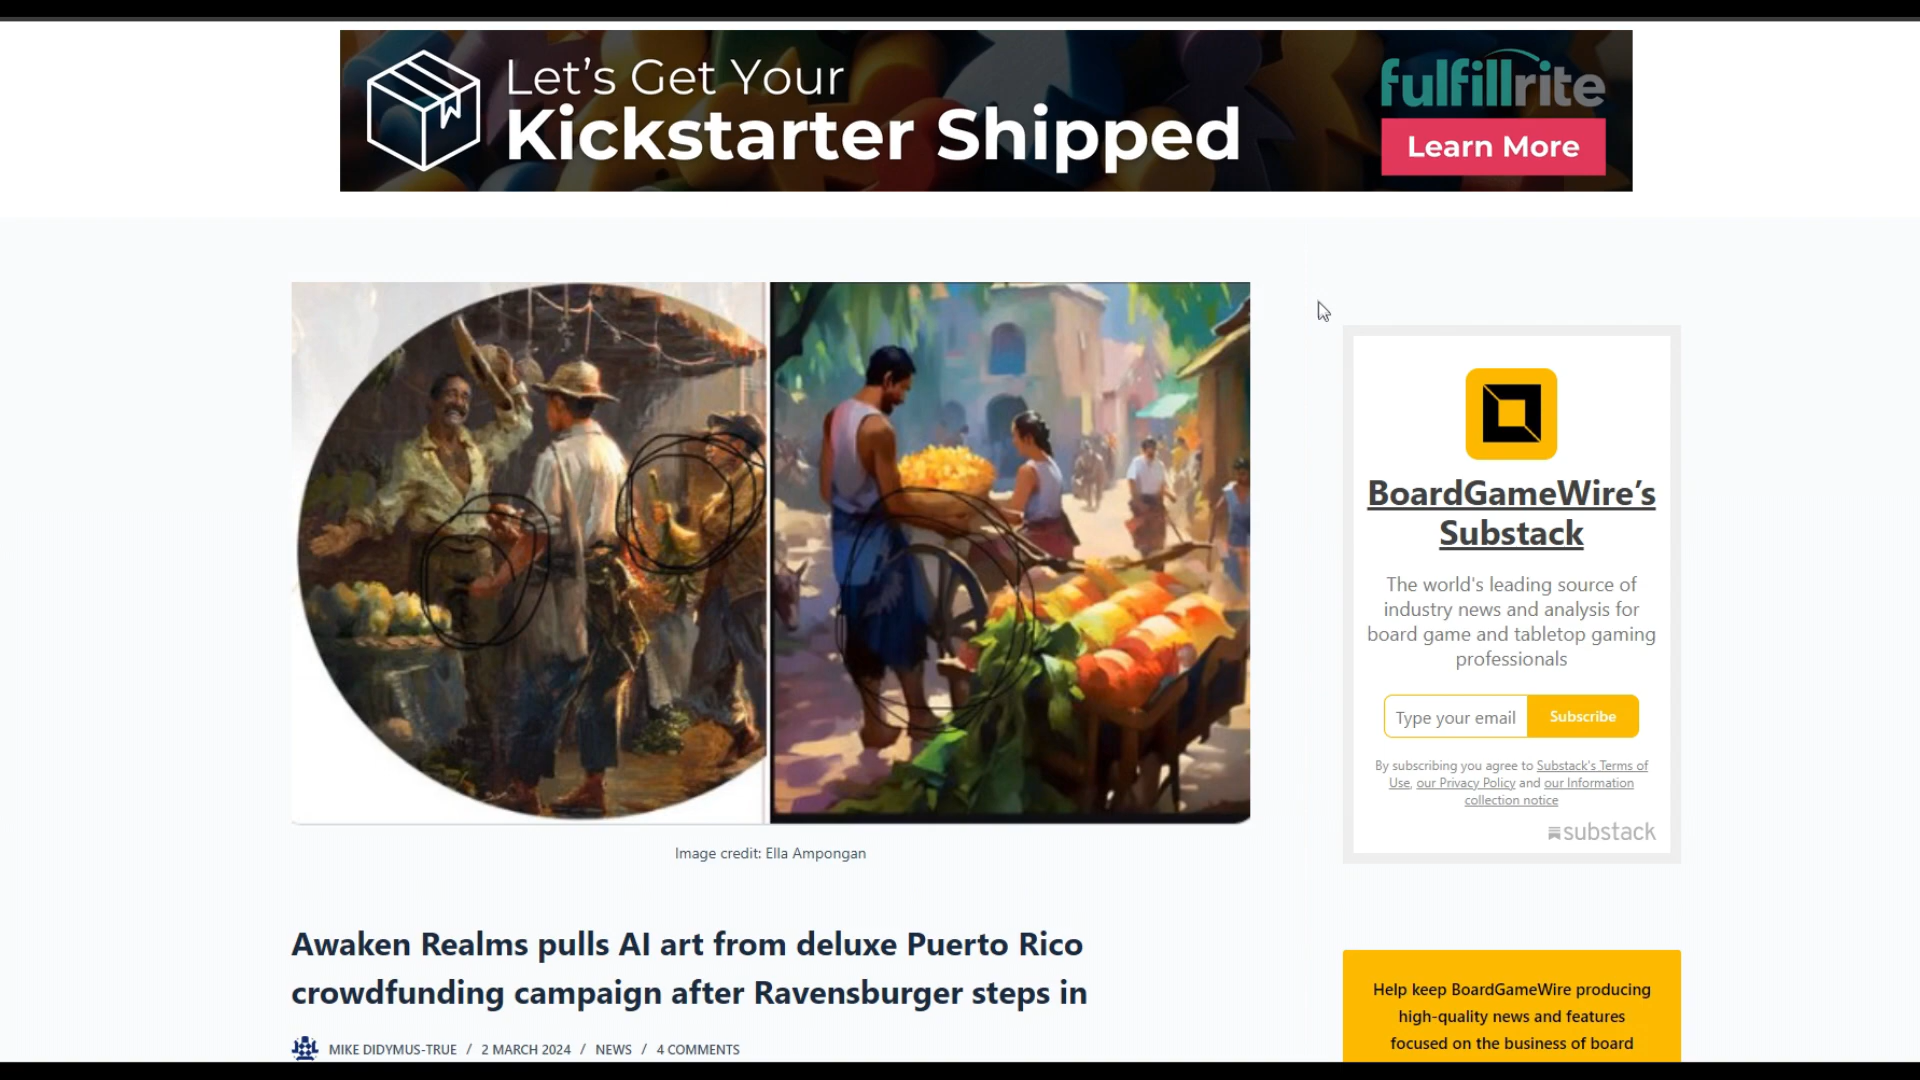 Let's Get Your
Kickstarter Shipped
fulfillrite
Learn More
BoardGameWire’s
Substack
The world's leading source of
industry news and analysis for
board game and tabletop gaming
professionals
Type your email
Subscribe
By subscribing you agree to Substack's Terms of
Use, our Privacy Policy and our Information
collection notice
substack
Image credit: Ella Ampongan
Awaken Realms pulls AI art from deluxe Puerto Rico
crowdfunding campaign after Ravensburger steps in
MIKE DIDYMUS-TRUE / 2 MARCH 2024 / NEWS / 4 COMMENTS
Help keep BoardGameWire producing
high-quality news and features
focused on the business of board